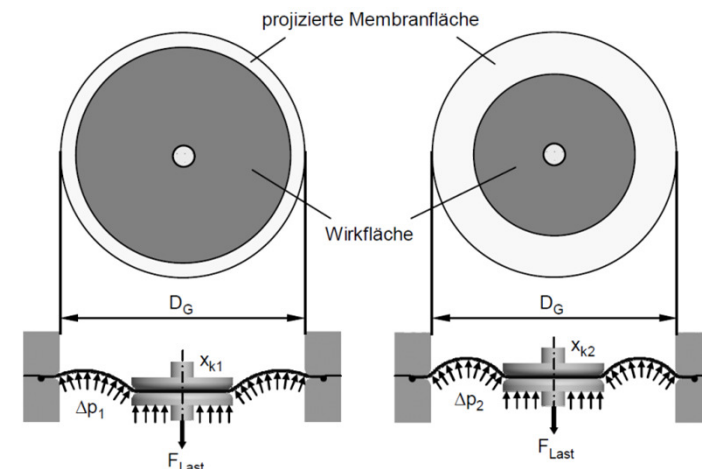 projizierte Membranfläche
Wirkfläche
D_G D_G
x_k1 x_k2
Δp_1 Δp_2
F_Last F_Last